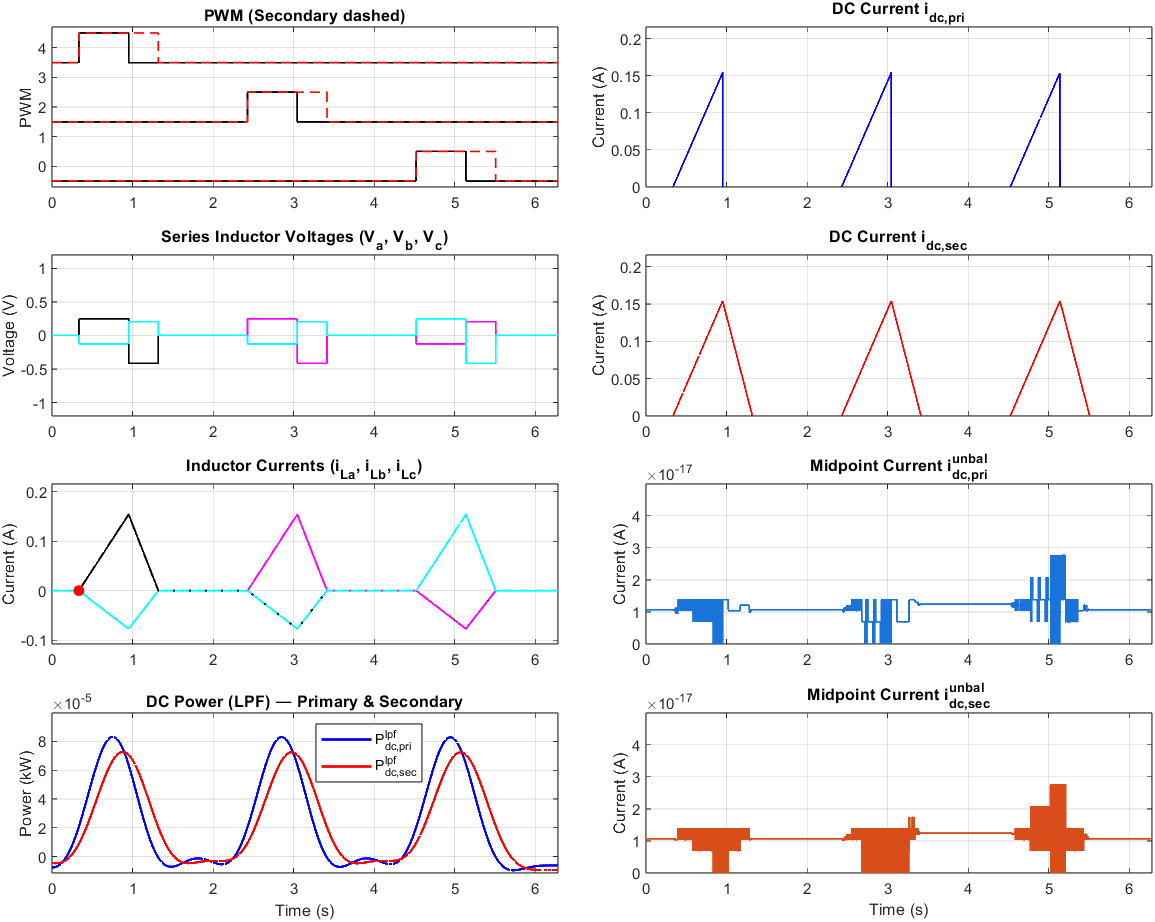 PWM (Secondary dashed)
PWM
4
3
2
1
0
0 1 2 3 4 5 6
DC Current i_dc,pri
Current (A)
0.2
0.15
0.1
0.05
0
0 1 2 3 4 5 6
Series Inductor Voltages (V_a, V_b, V_c)
Voltage (V)
1
0.5
0
-0.5
-1
0 1 2 3 4 5 6
DC Current i_dc,sec
Current (A)
0.2
0.15
0.1
0.05
0
0 1 2 3 4 5 6
Inductor Currents (i_La, i_Lb, i_Lc)
Current (A)
0.2
0.1
0
-0.1
0 1 2 3 4 5 6
Midpoint Current i_dc,pri^unbal
×10^-17
Current (A)
4
3
2
1
0
0 1 2 3 4 5 6
DC Power (LPF) — Primary & Secondary
×10^-5
Power (kW)
8
6
4
2
0
P_dc,pri^lpf
P_dc,sec^lpf
0 1 2 3 4 5 6
Time (s)
Midpoint Current i_dc,sec^unbal
×10^-17
Current (A)
4
3
2
1
0
0 1 2 3 4 5 6
Time (s)